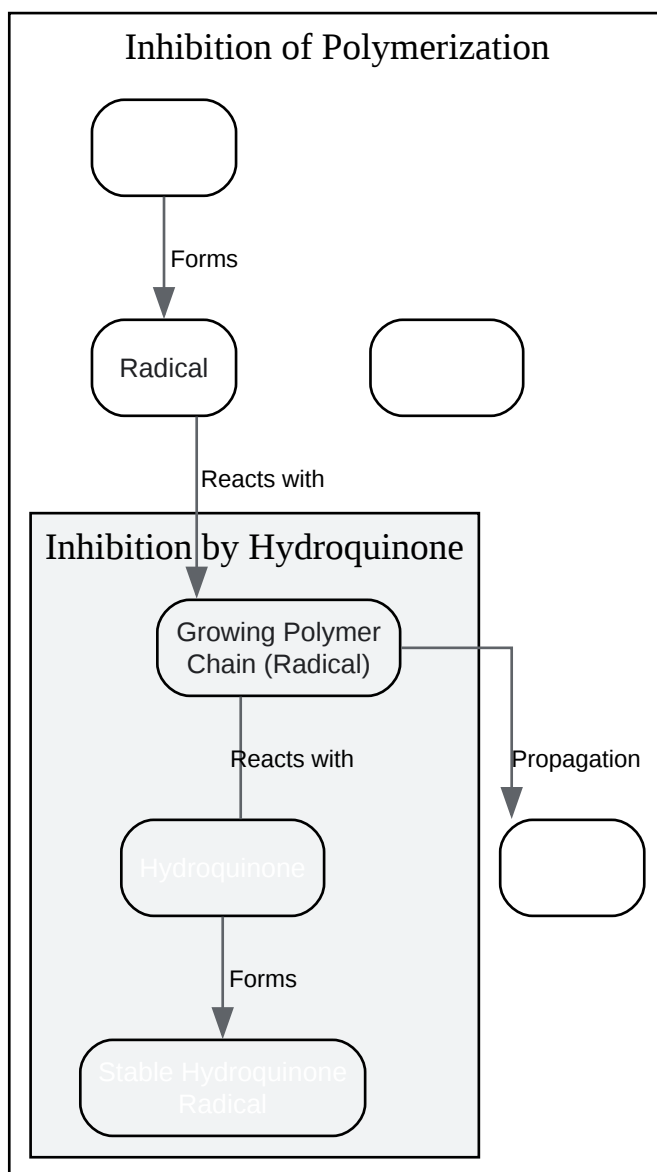 Inhibition of Polymerization
Forms
Radical
Reacts with
Inhibition by Hydroquinone
Growing Polymer
Chain (Radical)
Reacts with
Propagation
Hydroquinone
Forms
Stable Hydroquinone
Radical